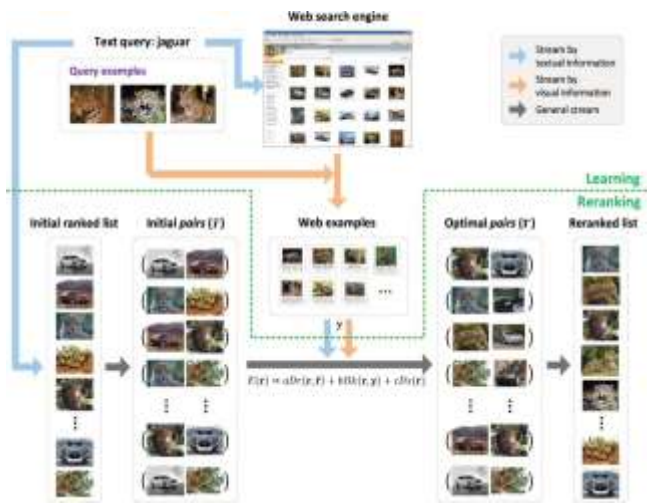 Web search engine
Text query: jaguar
Query examples
Stream by
textual information
Stream by
visual information
General stream
Learning
Reranking
Initial ranked list
Initial pairs (r̄)
Web examples
Optimal pairs (r*)
Reranked list
...
y